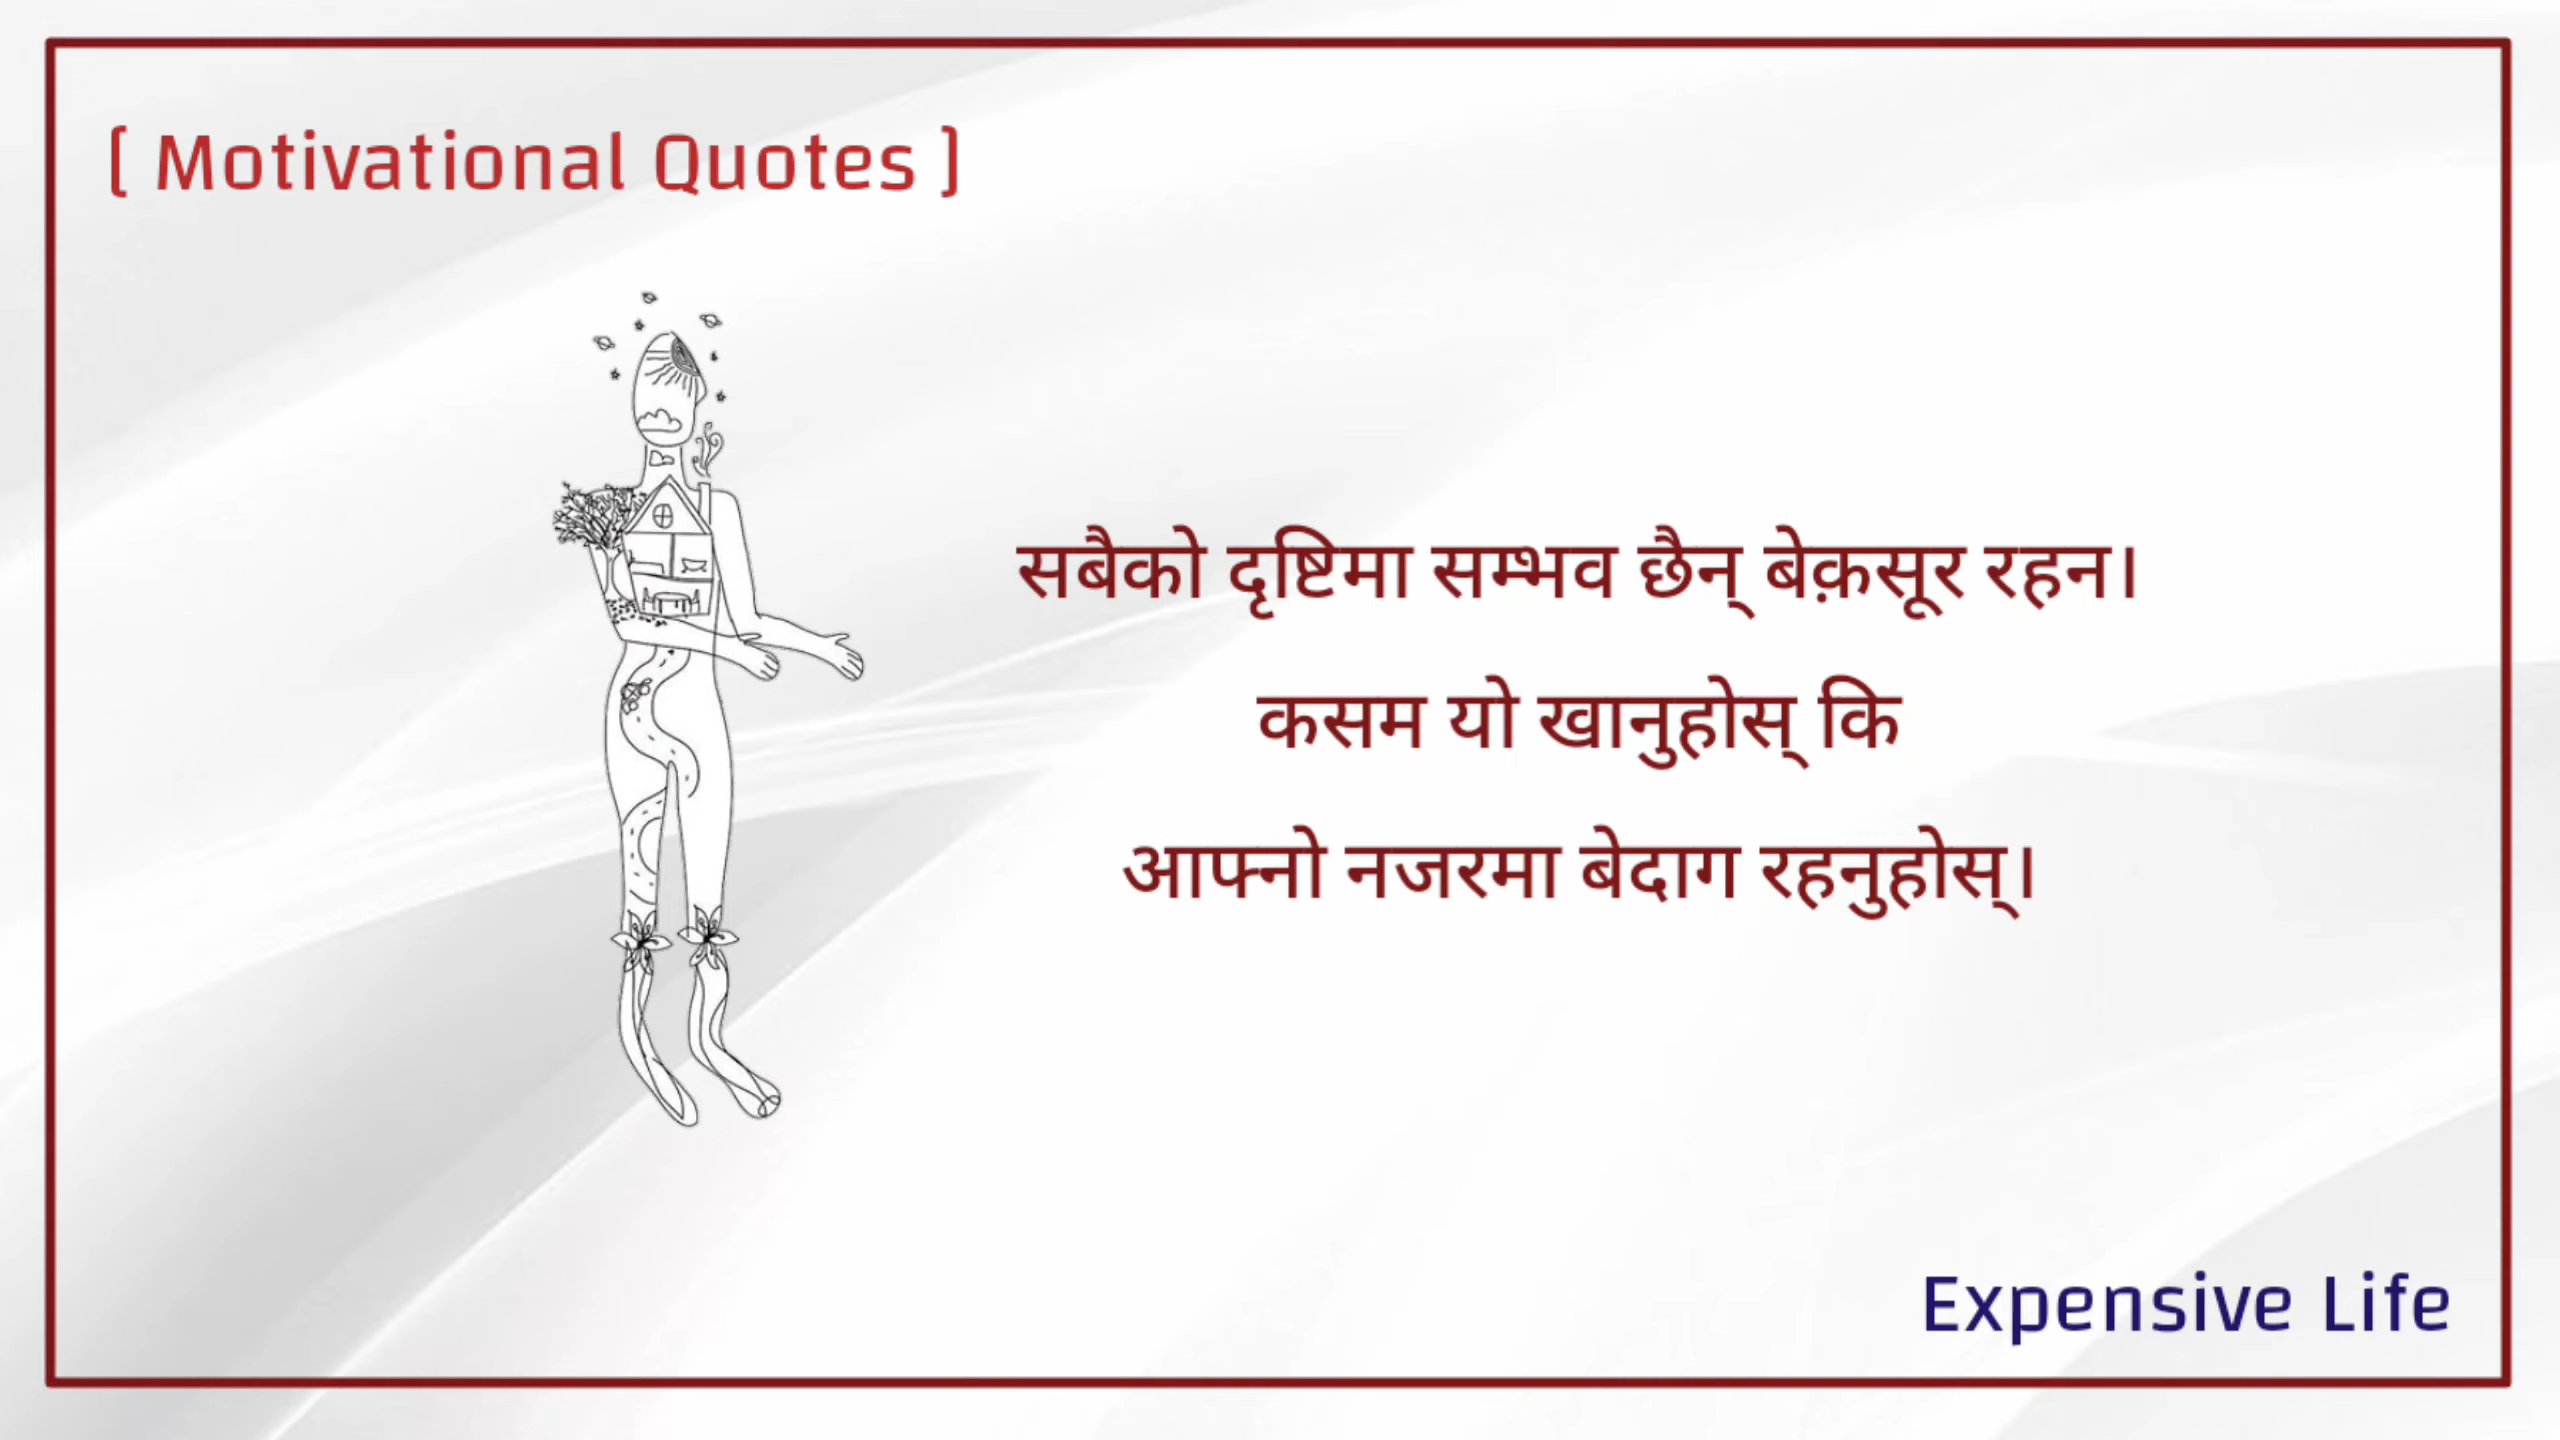 [ Motivational Quotes ]
सबैको दृष्टिमा सम्भव छैन् बेक़सूर रहन।
कसम यो खानुहोस् कि
आफ्नो नजरमा बेदाग रहनुहोस्।
Expensive Life